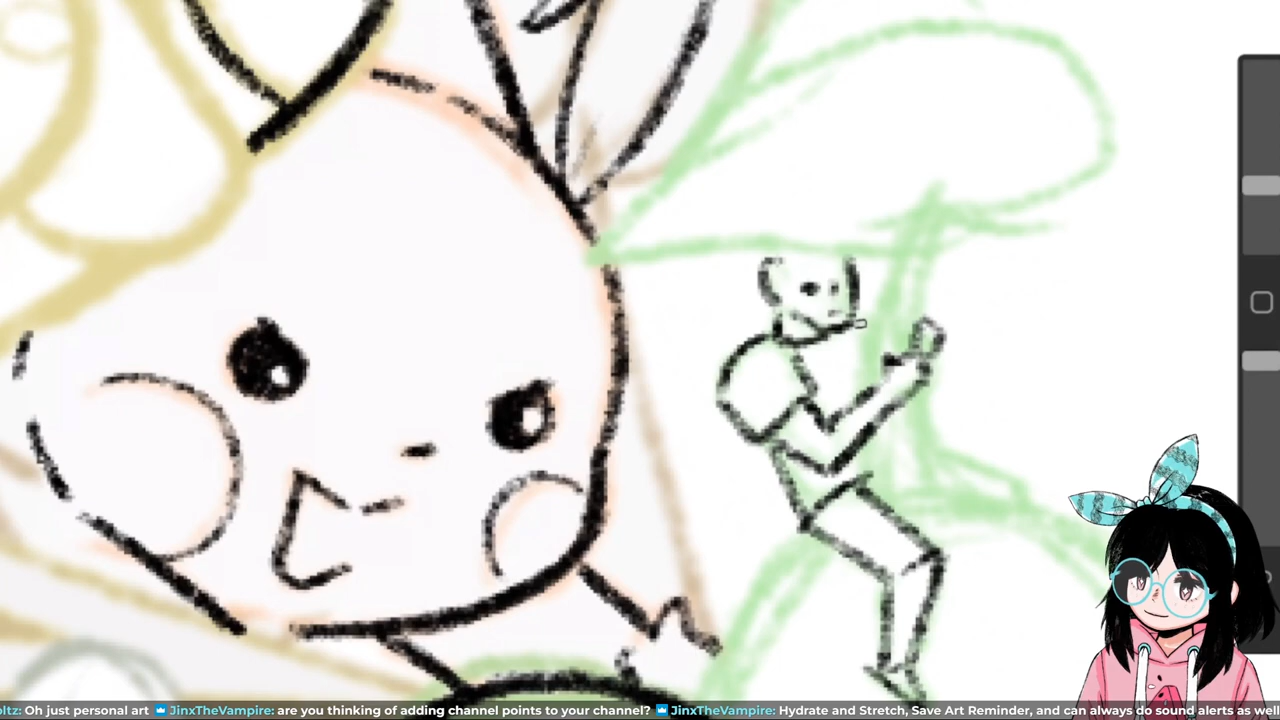 oltz: Oh just personal art JinxTheVampire: are you thinking of adding channel points to your channel? JinxTheVampire: Hydrate and Stretch, Save Art Reminder, and can always do sound alerts as well